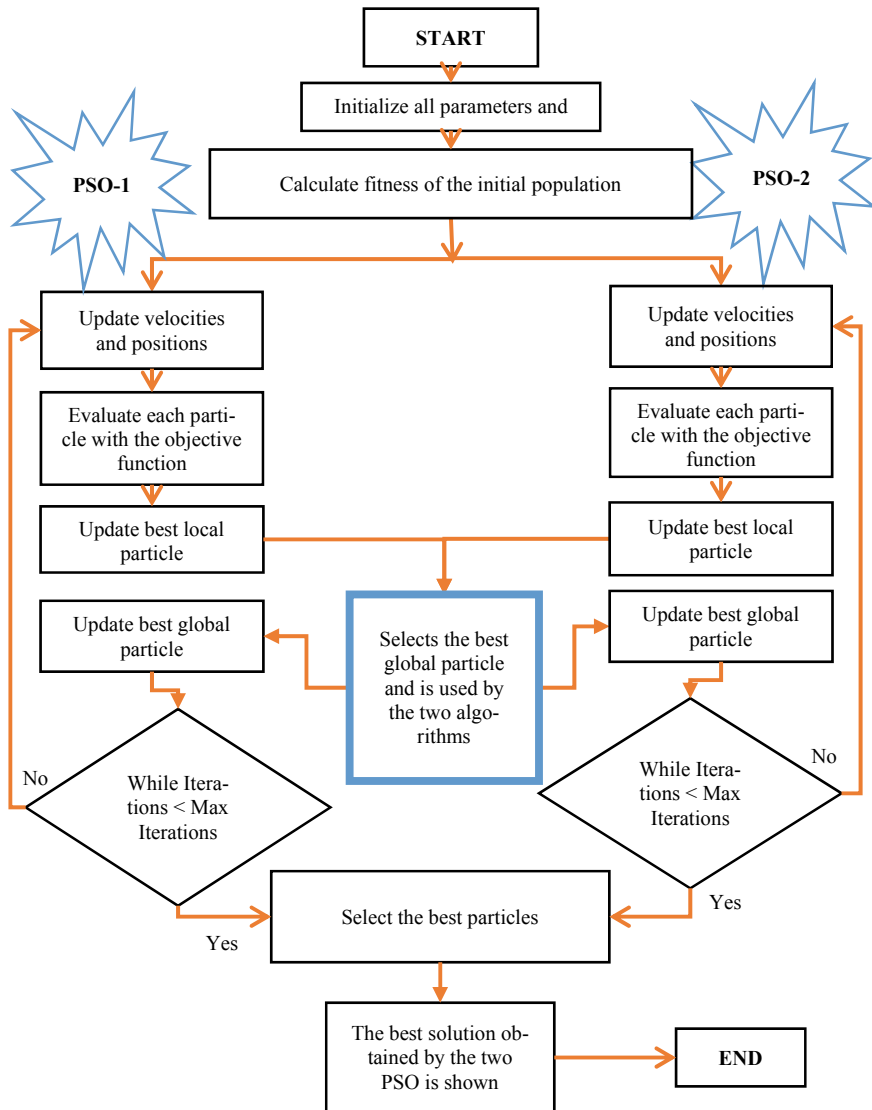 START
Initialize all parameters and
PSO-1
Calculate fitness of the initial population
PSO-2
Update velocities
and positions
Evaluate each parti-
cle with the objective
function
Update best local
particle
Update velocities
and positions
Evaluate each parti-
cle with the objective
function
Update best local
particle
Selects the best
global particle
and is used by
the two algo-
rithms
Update best global
particle
Update best global
particle
No
While Itera-
tions < Max
Iterations
Yes
No
While Itera-
tions < Max
Iterations
Yes
Select the best particles
The best solution ob-
tained by the two
PSO is shown
END